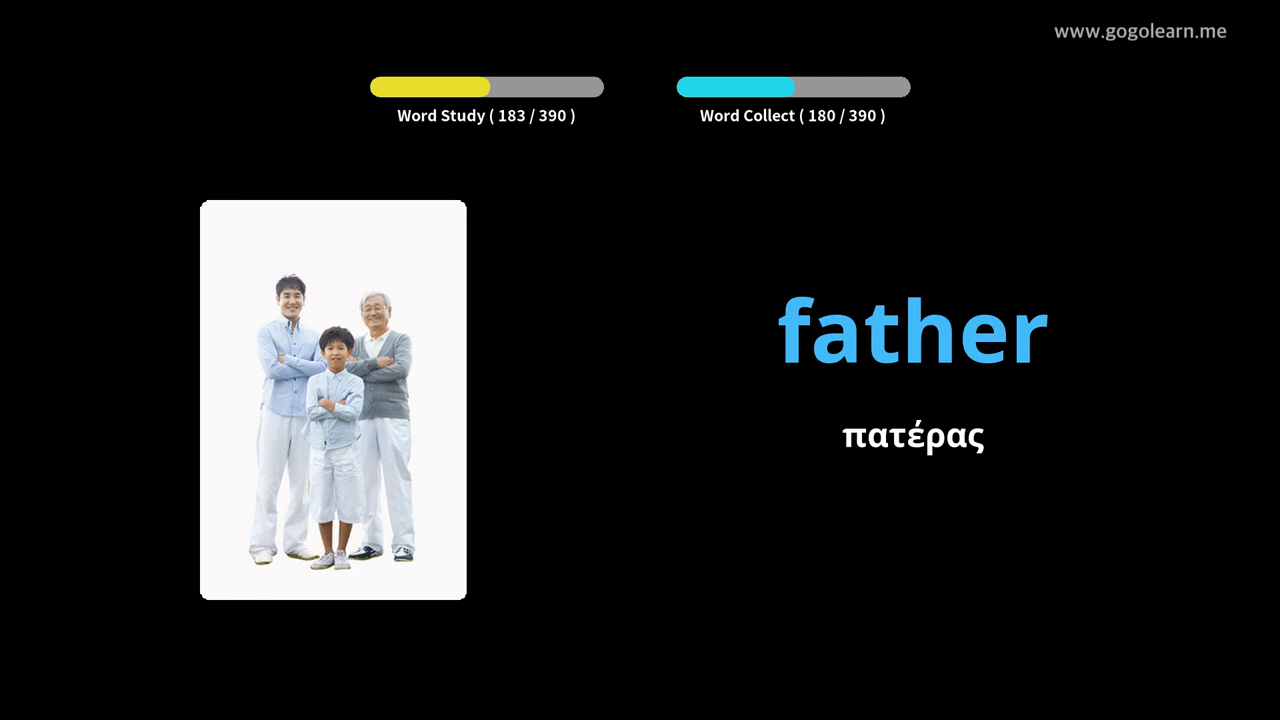 www.gogolearn.me
Word Study ( 183 / 390 )
Word Collect ( 180 / 390 )
father
πατέρας